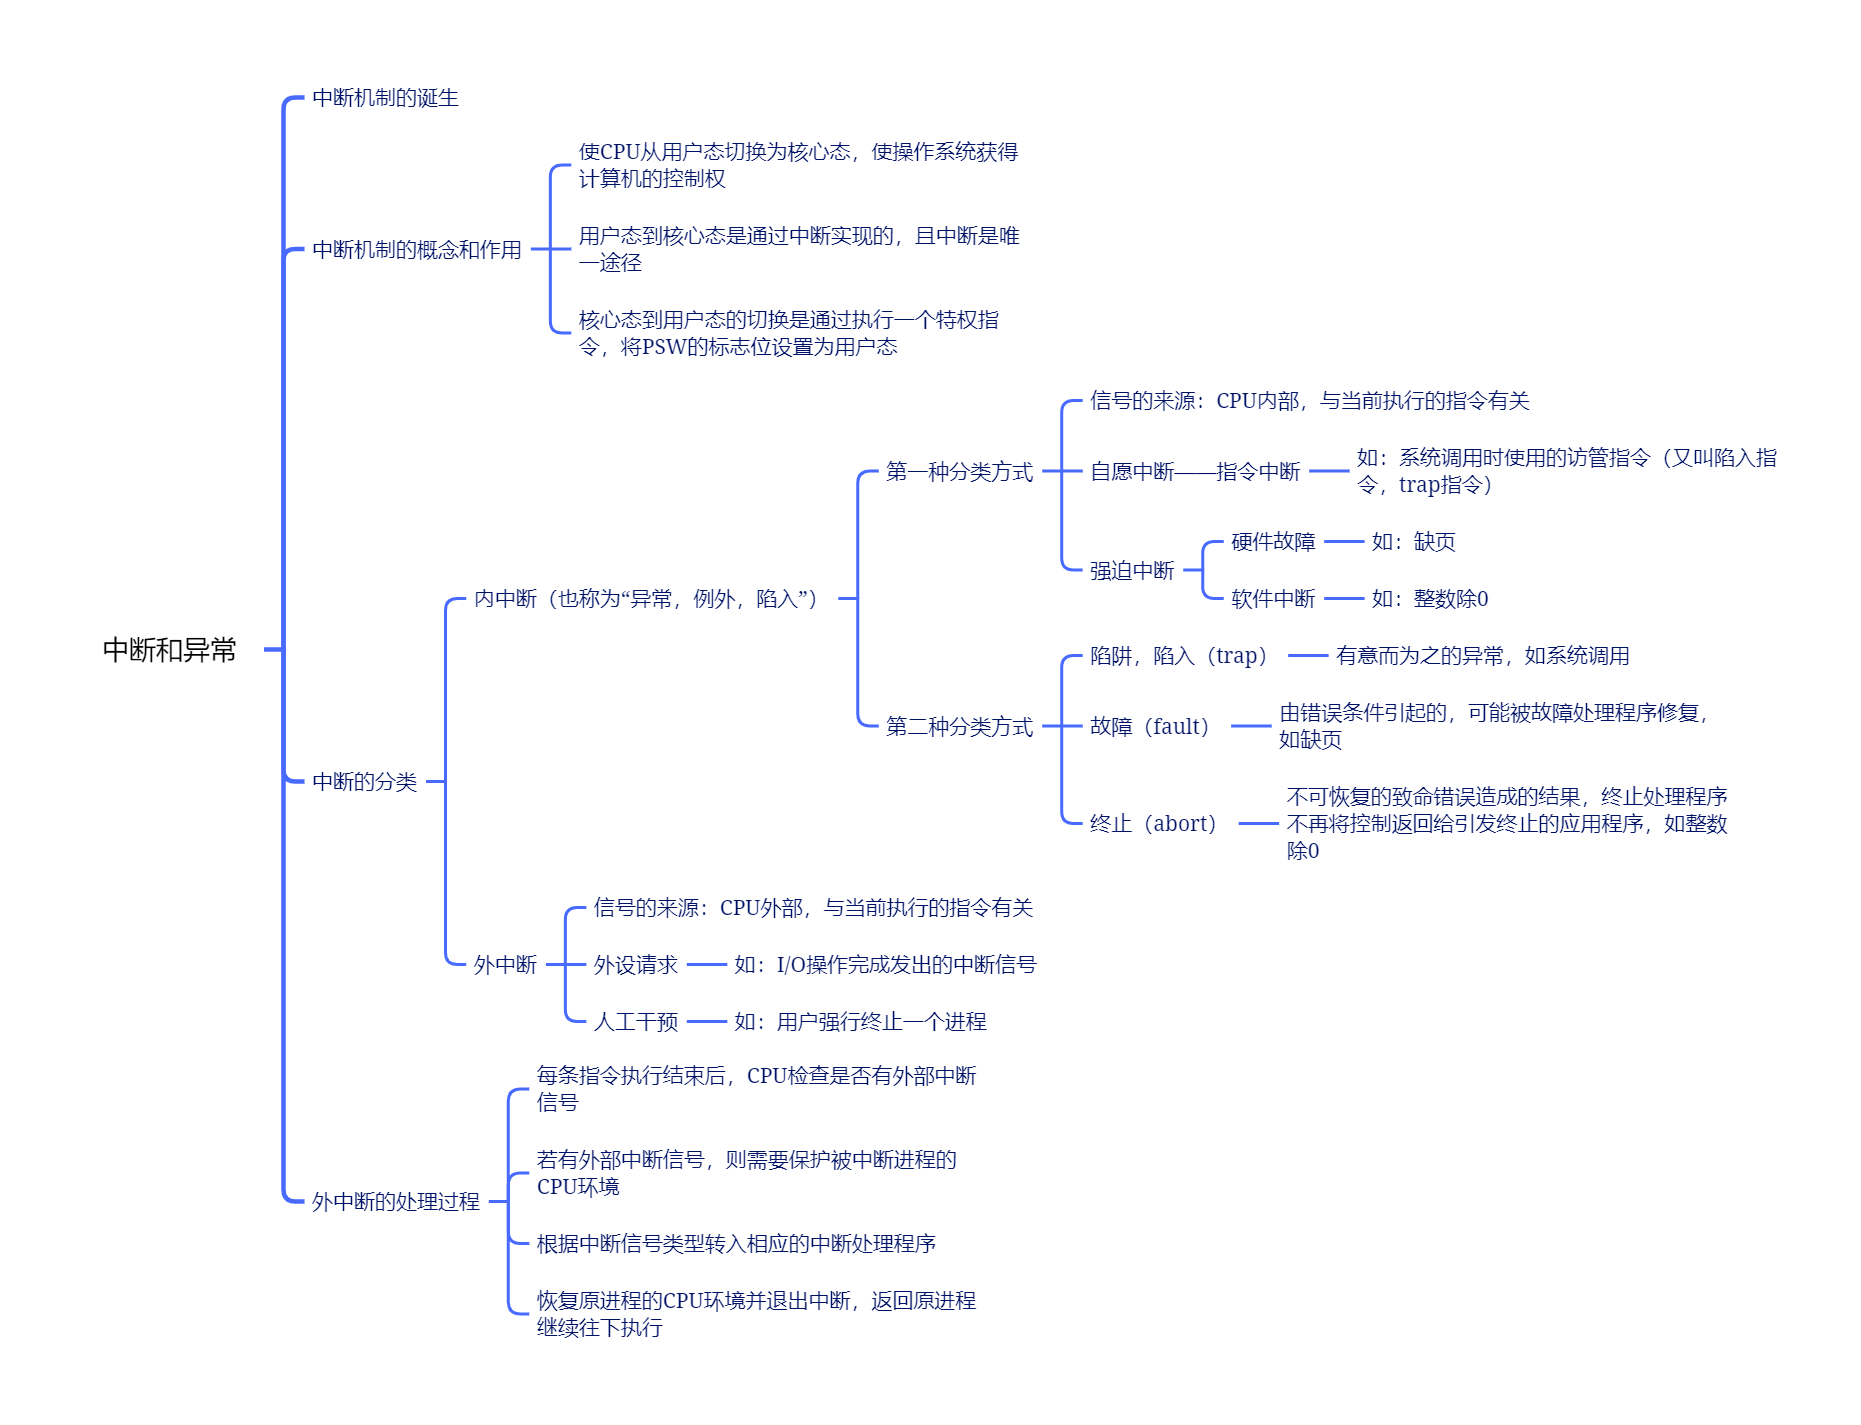 中断和异常
中断机制的诞生
中断机制的概念和作用
使CPU从用户态切换为核心态，使操作系统获得
计算机的控制权
用户态到核心态是通过中断实现的，且中断是唯
一途径
核心态到用户态的切换是通过执行一个特权指
令，将PSW的标志位设置为用户态
中断的分类
内中断（也称为“异常，例外，陷入”）
第一种分类方式
信号的来源：CPU内部，与当前执行的指令有关
自愿中断——指令中断
如：系统调用时使用的访管指令（又叫陷入指
令，trap指令）
强迫中断
硬件故障
如：缺页
软件中断
如：整数除0
第二种分类方式
陷阱，陷入（trap）
有意而为之的异常，如系统调用
故障（fault）
由错误条件引起的，可能被故障处理程序修复，
如缺页
终止（abort）
不可恢复的致命错误造成的结果，终止处理程序
不再将控制返回给引发终止的应用程序，如整数
除0
外中断
信号的来源：CPU外部，与当前执行的指令有关
外设请求
如：I/O操作完成发出的中断信号
人工干预
如：用户强行终止一个进程
外中断的处理过程
每条指令执行结束后，CPU检查是否有外部中断
信号
若有外部中断信号，则需要保护被中断进程的
CPU环境
根据中断信号类型转入相应的中断处理程序
恢复原进程的CPU环境并退出中断，返回原进程
继续往下执行